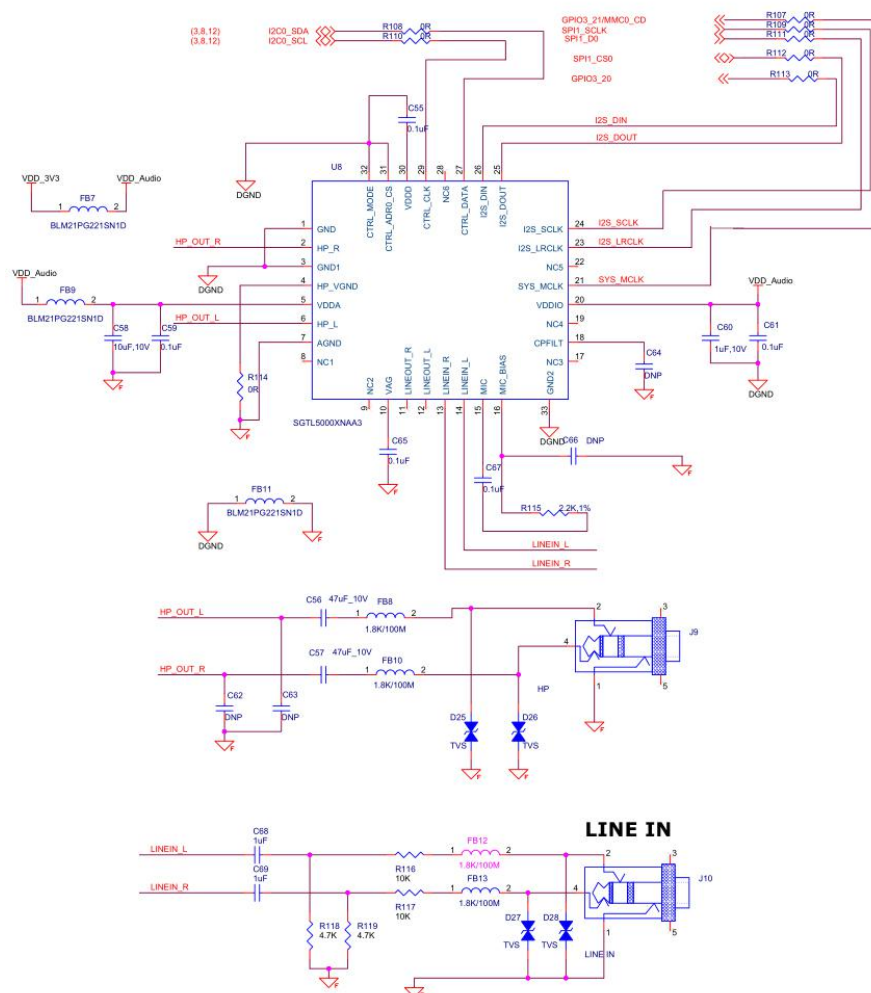 (3,8,12) I2C0_SDA R108 0R
(3,8,12) I2C0_SCL R110 0R
GPIO3_21/MMC0_CD R107 0R
SPI1_SCLK R109 0R
SPI1_D0 R111 0R
SPI1_CS0 R112 0R
GPIO3_20 R113 0R
I2S_DIN
I2S_DOUT
C55
0.1uF
DGND
U8
32 31 30 29 28 27 26 25
CTRL_MODE
CTRL_ADR0_CS
VDDD
CTRL_CLK
NC6
CTRL_DATA
I2S_DIN
I2S_DOUT
VDD_3V3 VDD_Audio
FB7
1 2
BLM21PG221SN1D
1 GND
HP_OUT_R 2 HP_R
3 GND1
DGND
4 HP_VGND
VDD_Audio
FB9
1 2
BLM21PG221SN1D
5 VDDA
HP_OUT_L 6 HP_L
7 AGND
8 NC1
C58
10uF,10V
C59
0.1uF
F
R114
0R
F
I2S_SCLK 24 I2S_SCLK
I2S_LRCLK 23 I2S_LRCLK
NC5 22
SYS_MCLK 21 SYS_MCLK
VDDIO 20
NC4 19
CPFILT 18
NC3 17
VDD_Audio
C60
1uF,10V
C61
0.1uF
F
DGND
C64
DNP
F
NC2
VAG
LINEOUT_R
LINEOUT_L
LINEIN_R
LINEIN_L
MIC
MIC_BIAS
GND2
9 10 11 12 13 14 15 16 33
SGTL5000XNAA3
DGND
C65
0.1uF
F
C66 DNP
F
C67
0.1uF
R115 2.2K,1%
LINEIN_L
LINEIN_R
FB11
1 2
BLM21PG221SN1D
DGND
F
HP_OUT_L C56 47uF_10V FB8
1 2
1.8K/100M
HP_OUT_R C57 47uF_10V FB10
1 2
1.8K/100M
C62
DNP
C63
DNP
F
HP
D25
TVS
D26
TVS
F F
2 3
4
J9
1 5
F
LINE IN
LINEIN_L C68
1uF
R116
10K
FB12
1 2
1.8K/100M
LINEIN_R C69
1uF
R117
10K
FB13
1 2
1.8K/100M
R118
4.7K
R119
4.7K
F
D27
TVS
D28
TVS
2 3
4
J10
1 5
LINE IN
F